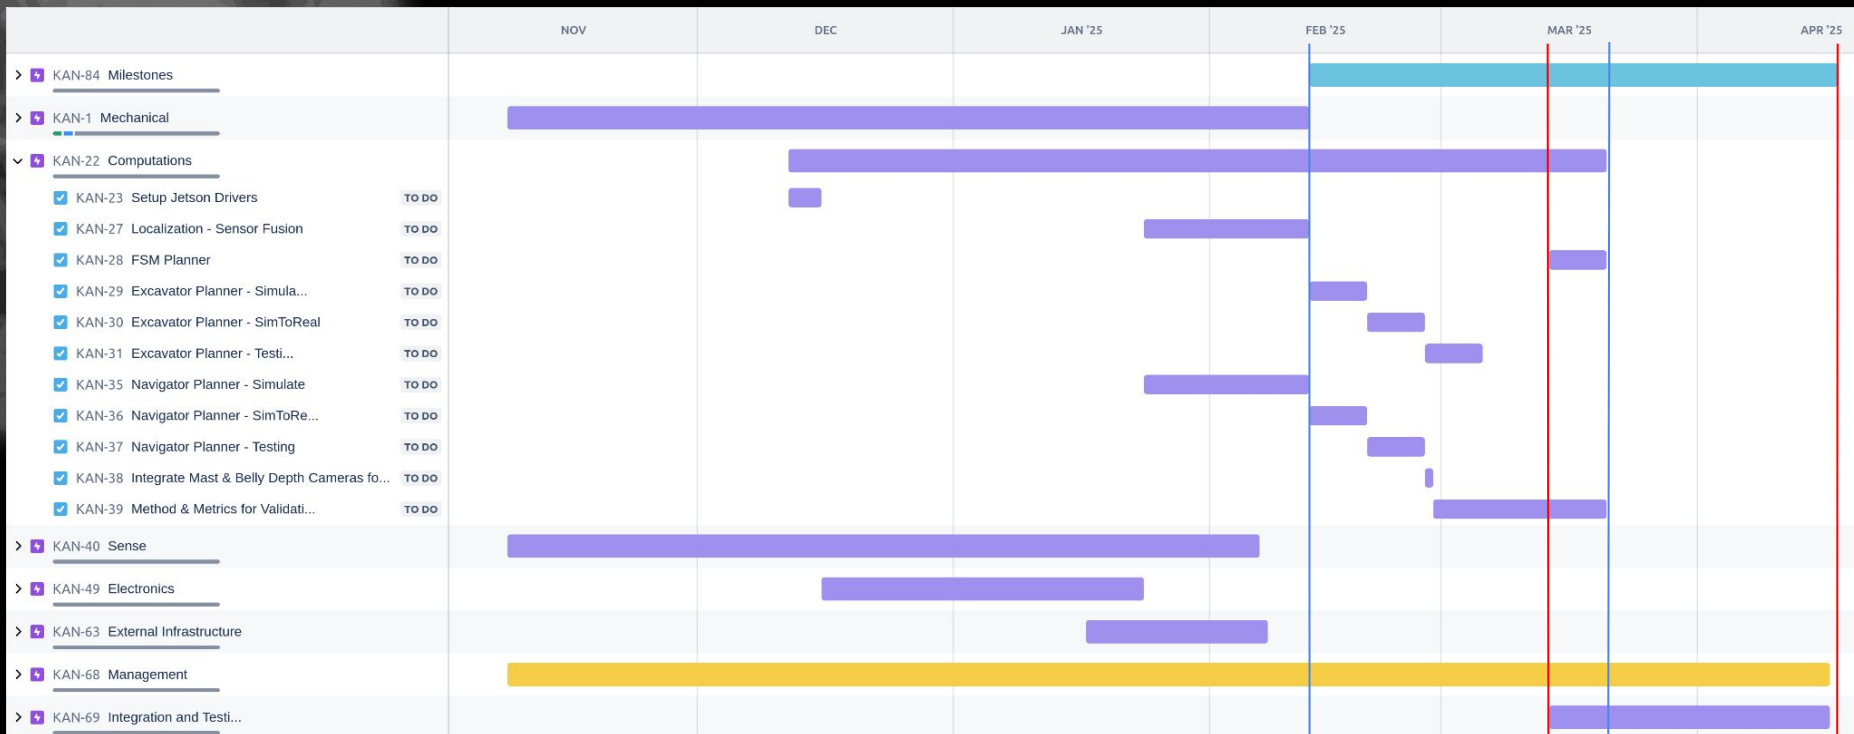 NOV DEC JAN '25 FEB '25 MAR '25 APR '25
KAN-84 Milestones
KAN-1 Mechanical
KAN-22 Computations
KAN-23 Setup Jetson Drivers TO DO
KAN-27 Localization - Sensor Fusion TO DO
KAN-28 FSM Planner TO DO
KAN-29 Excavator Planner - Simula... TO DO
KAN-30 Excavator Planner - SimToReal TO DO
KAN-31 Excavator Planner - Testi... TO DO
KAN-35 Navigator Planner - Simulate TO DO
KAN-36 Navigator Planner - SimToRe... TO DO
KAN-37 Navigator Planner - Testing TO DO
KAN-38 Integrate Mast & Belly Depth Cameras fo... TO DO
KAN-39 Method & Metrics for Validati... TO DO
KAN-40 Sense
KAN-49 Electronics
KAN-63 External Infrastructure
KAN-68 Management
KAN-69 Integration and Testi...